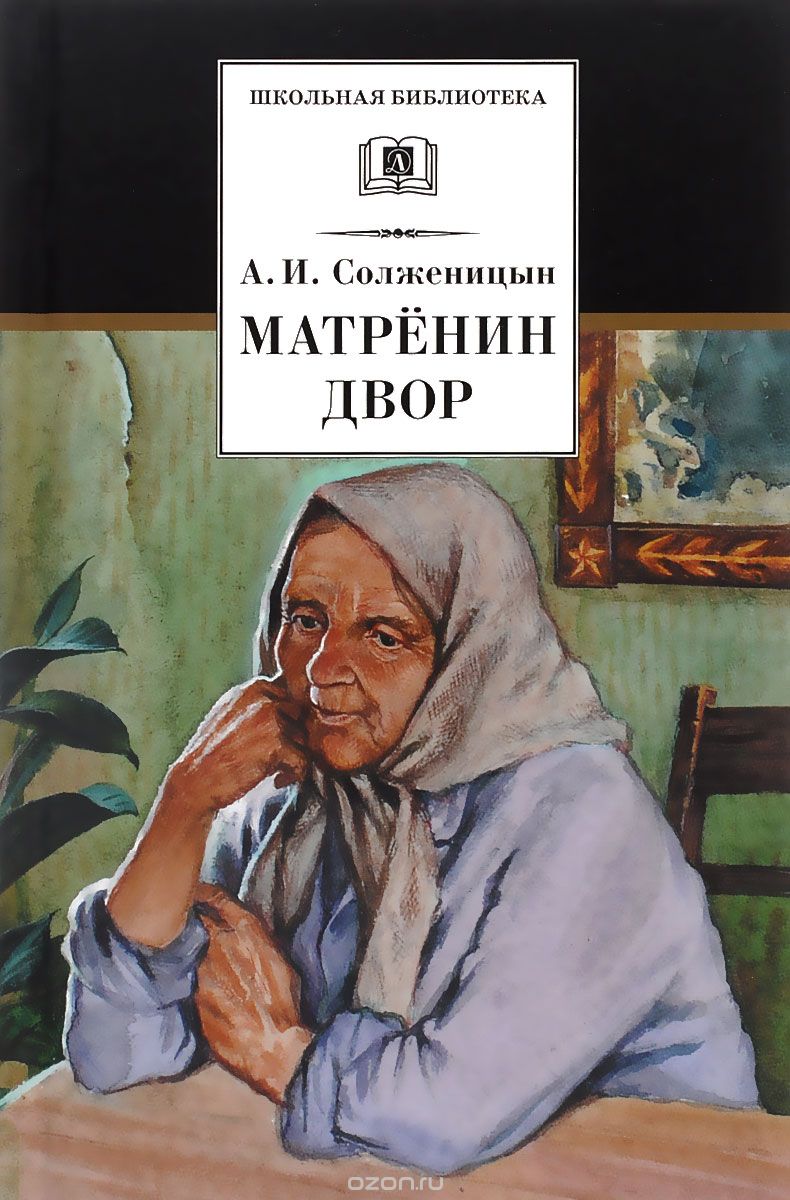 ШКОЛЬНАЯ БИБЛИОТЕКА
Д
А. И. Солженицын
МАТРЁНИН
ДВОР
ozon.ru